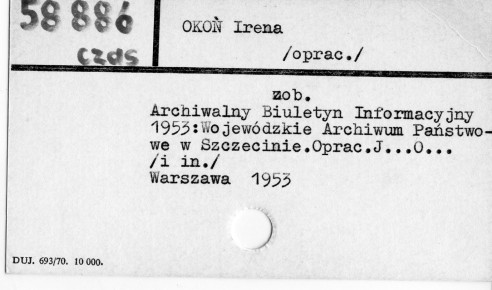 58 886
czas
OKOŃ Irena
/oprac./
zob.
Archiwalny Biuletyn Informacyjny
1953:Wojewódzkie Archiwum Państwo-
we w Szczecinie.Oprac.J...O...
/i in./
Warszawa 1953
DUJ. 693/70. 10 000.